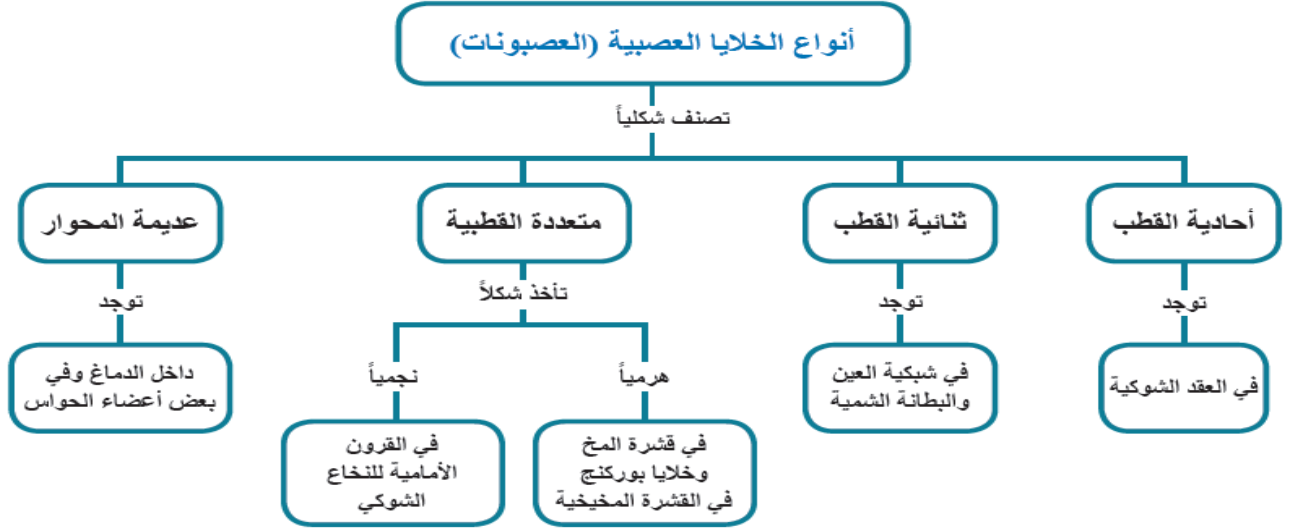 أنواع الخلايا العصبية (العصبونات)
تصنف شكلياً
أحادية القطب
ثنائية القطب
متعددة القطبية
عديمة المحوار
توجد
توجد
تأخذ شكلاً
توجد
في العقد الشوكية
في شبكية العين
والبطانة الشمية
هرمياً
نجمياً
داخل الدماغ وفي
بعض أعضاء الحواس
في قشرة المخ
وخلايا بوركنج
في القشرة المخيخية
في القرون
الأمامية للنخاع
الشوكي